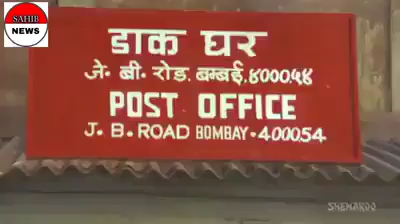 SAHIB
NEWS
डाक घर
जे. बी. रोड, बम्बई. ४०००५४
POST OFFICE
J. B. ROAD BOMBAY - 400054
SHEMAROO